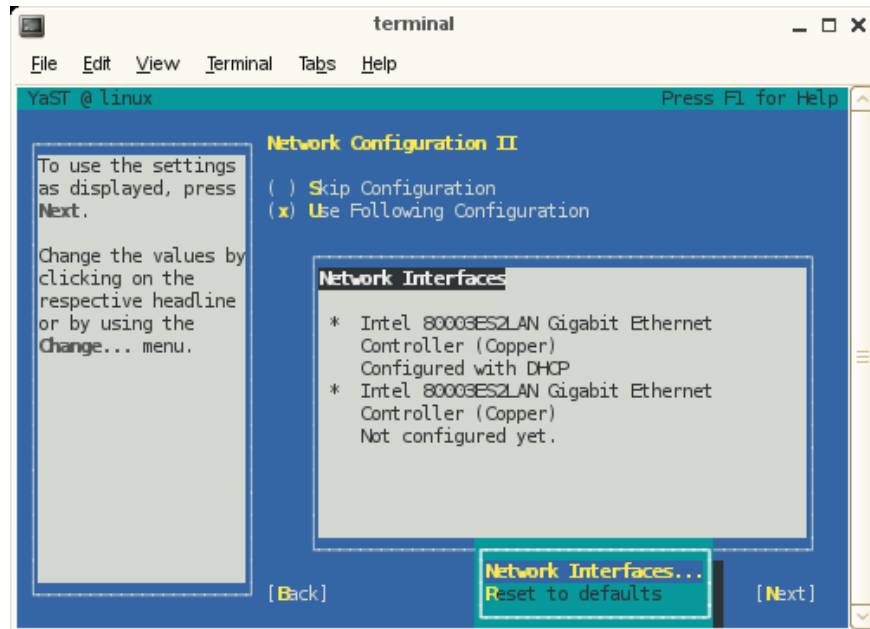 terminal
File Edit View Terminal Tabs Help
YaST @ linux Press F1 for Help
Network Configuration II
To use the settings
as displayed, press
Next.
Change the values by
clicking on the
respective headline
or by using the
Change... menu.
( ) Skip Configuration
(x) Use Following Configuration
Network Interfaces
* Intel 80003ES2LAN Gigabit Ethernet
Controller (Copper)
Configured with DHCP
* Intel 80003ES2LAN Gigabit Ethernet
Controller (Copper)
Not configured yet.
Network Interfaces...
Reset to defaults
[Back] [Next]